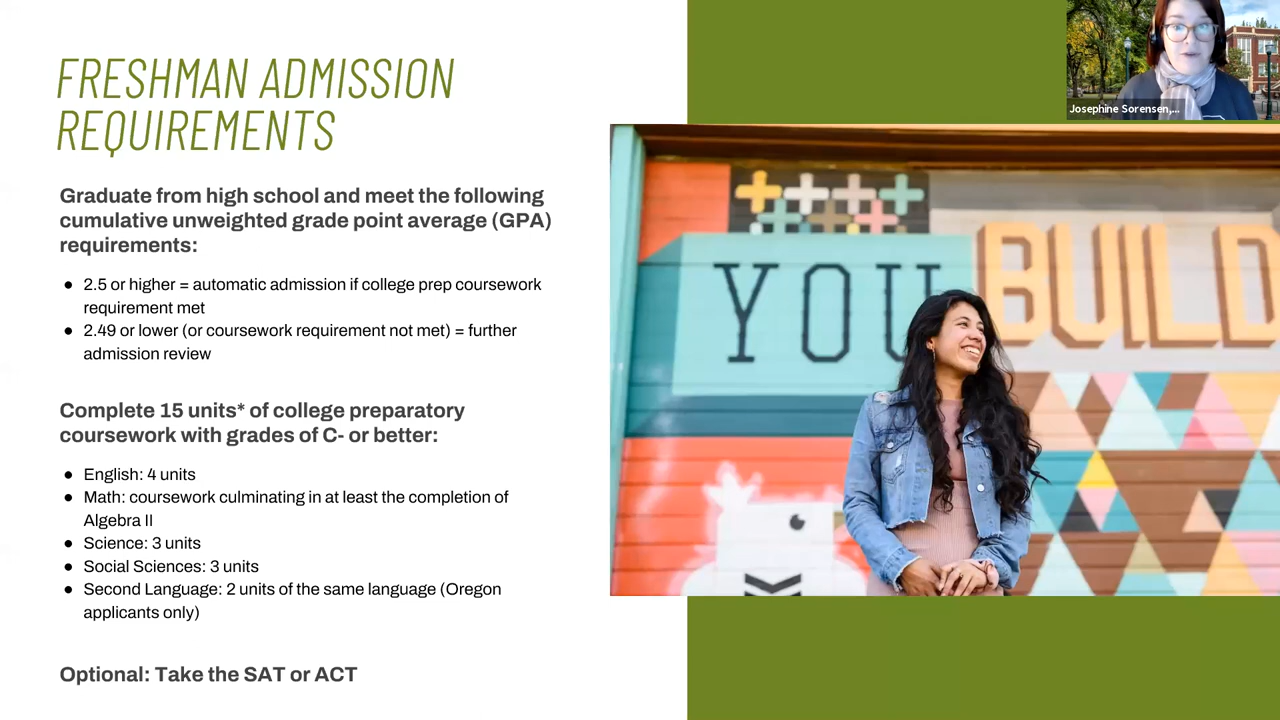 FRESHMAN ADMISSION
REQUIREMENTS
Graduate from high school and meet the following
cumulative unweighted grade point average (GPA)
requirements:
● 2.5 or higher = automatic admission if college prep coursework
requirement met
● 2.49 or lower (or coursework requirement not met) = further
admission review
Complete 15 units* of college preparatory
coursework with grades of C- or better:
● English: 4 units
● Math: coursework culminating in at least the completion of
Algebra II
● Science: 3 units
● Social Sciences: 3 units
● Second Language: 2 units of the same language (Oregon
applicants only)
Optional: Take the SAT or ACT
Josephine Sorensen,...
YOU BUILD